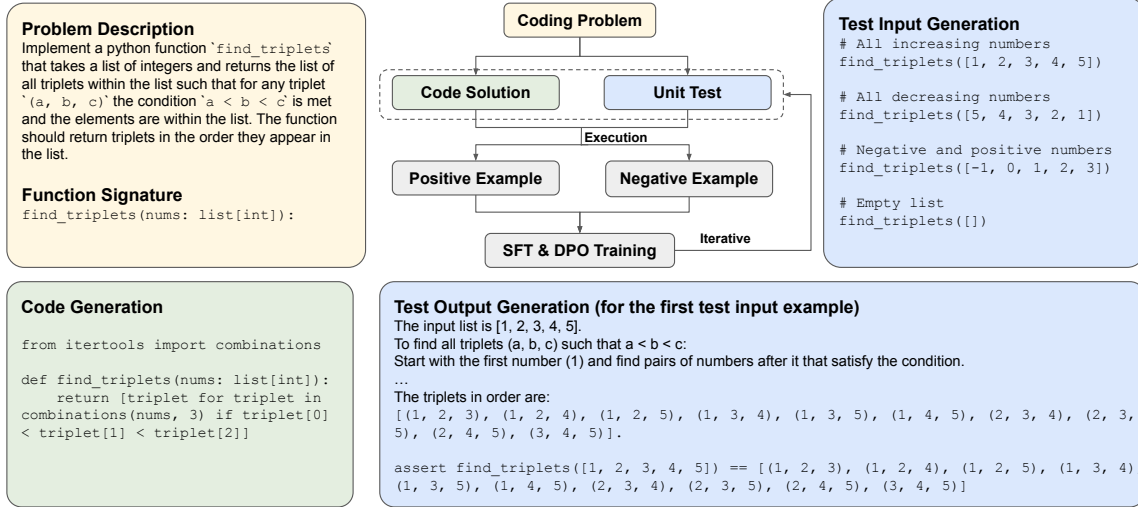 Problem Description
Implement a python function `find_triplets`
that takes a list of integers and returns the list of
all triplets within the list such that for any triplet
`(a, b, c)` the condition `a < b < c` is met
and the elements are within the list. The function
should return triplets in the order they appear in
the list.
Function Signature
find_triplets(nums: list[int]):
Coding Problem
Code Solution
Unit Test
Execution
Positive Example
Negative Example
SFT & DPO Training
Iterative
Test Input Generation
# All increasing numbers
find_triplets([1, 2, 3, 4, 5])
# All decreasing numbers
find_triplets([5, 4, 3, 2, 1])
# Negative and positive numbers
find_triplets([-1, 0, 1, 2, 3])
# Empty list
find_triplets([])
Code Generation
from itertools import combinations
def find_triplets(nums: list[int]):
    return [triplet for triplet in
combinations(nums, 3) if triplet[0]
< triplet[1] < triplet[2]]
Test Output Generation (for the first test input example)
The input list is [1, 2, 3, 4, 5].
To find all triplets (a, b, c) such that a < b < c:
Start with the first number (1) and find pairs of numbers after it that satisfy the condition.
…
The triplets in order are:
[(1, 2, 3), (1, 2, 4), (1, 2, 5), (1, 3, 4), (1, 3, 5), (1, 4, 5), (2, 3, 4), (2, 3,
5), (2, 4, 5), (3, 4, 5)].
assert find_triplets([1, 2, 3, 4, 5]) == [(1, 2, 3), (1, 2, 4), (1, 2, 5), (1, 3, 4)
(1, 3, 5), (1, 4, 5), (2, 3, 4), (2, 3, 5), (2, 4, 5), (3, 4, 5)]